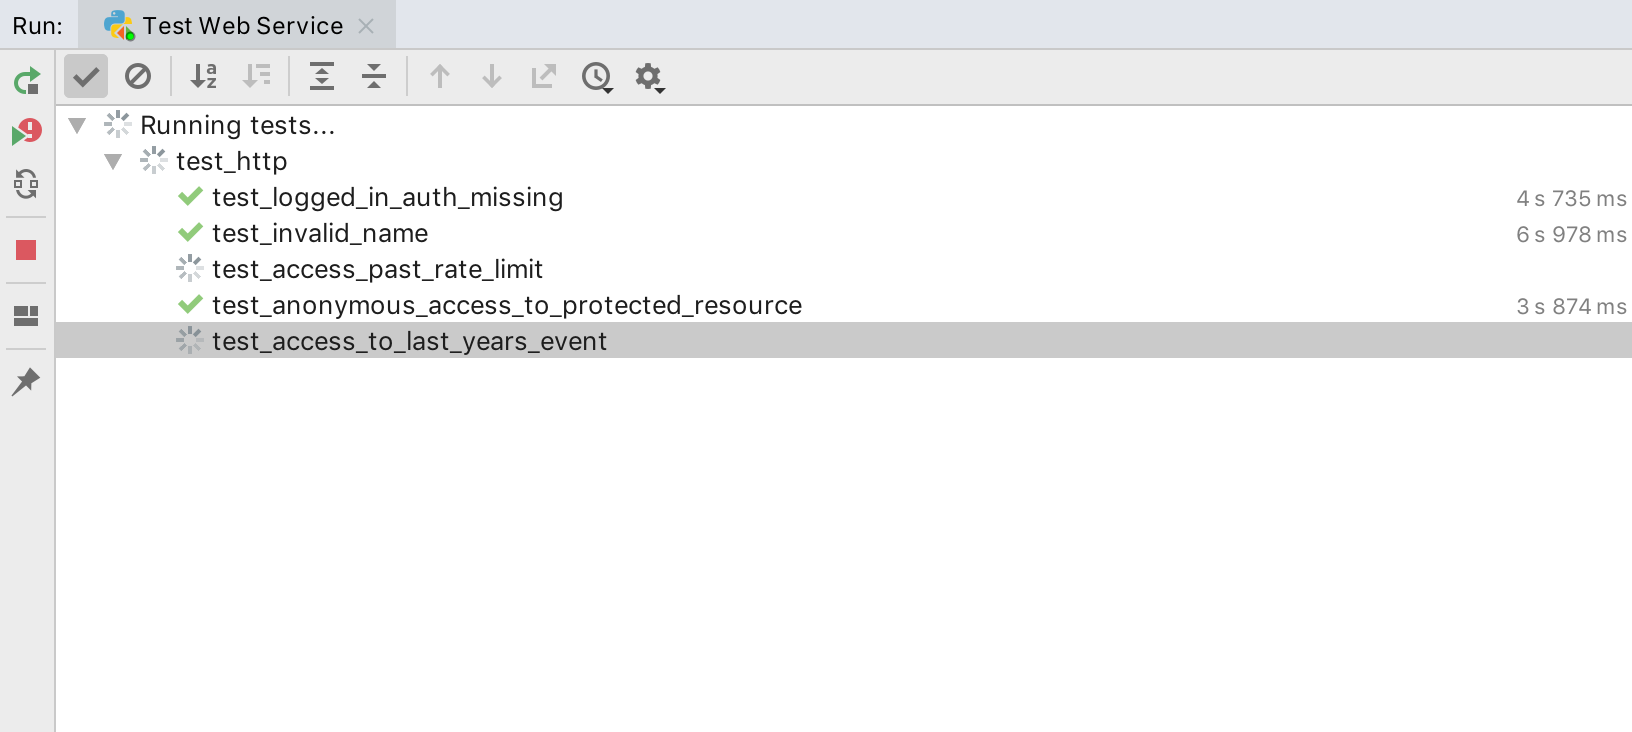 Run: Test Web Service
Running tests...
test_http
test_logged_in_auth_missing 4 s 735 ms
test_invalid_name 6 s 978 ms
test_access_past_rate_limit
test_anonymous_access_to_protected_resource 3 s 874 ms
test_access_to_last_years_event